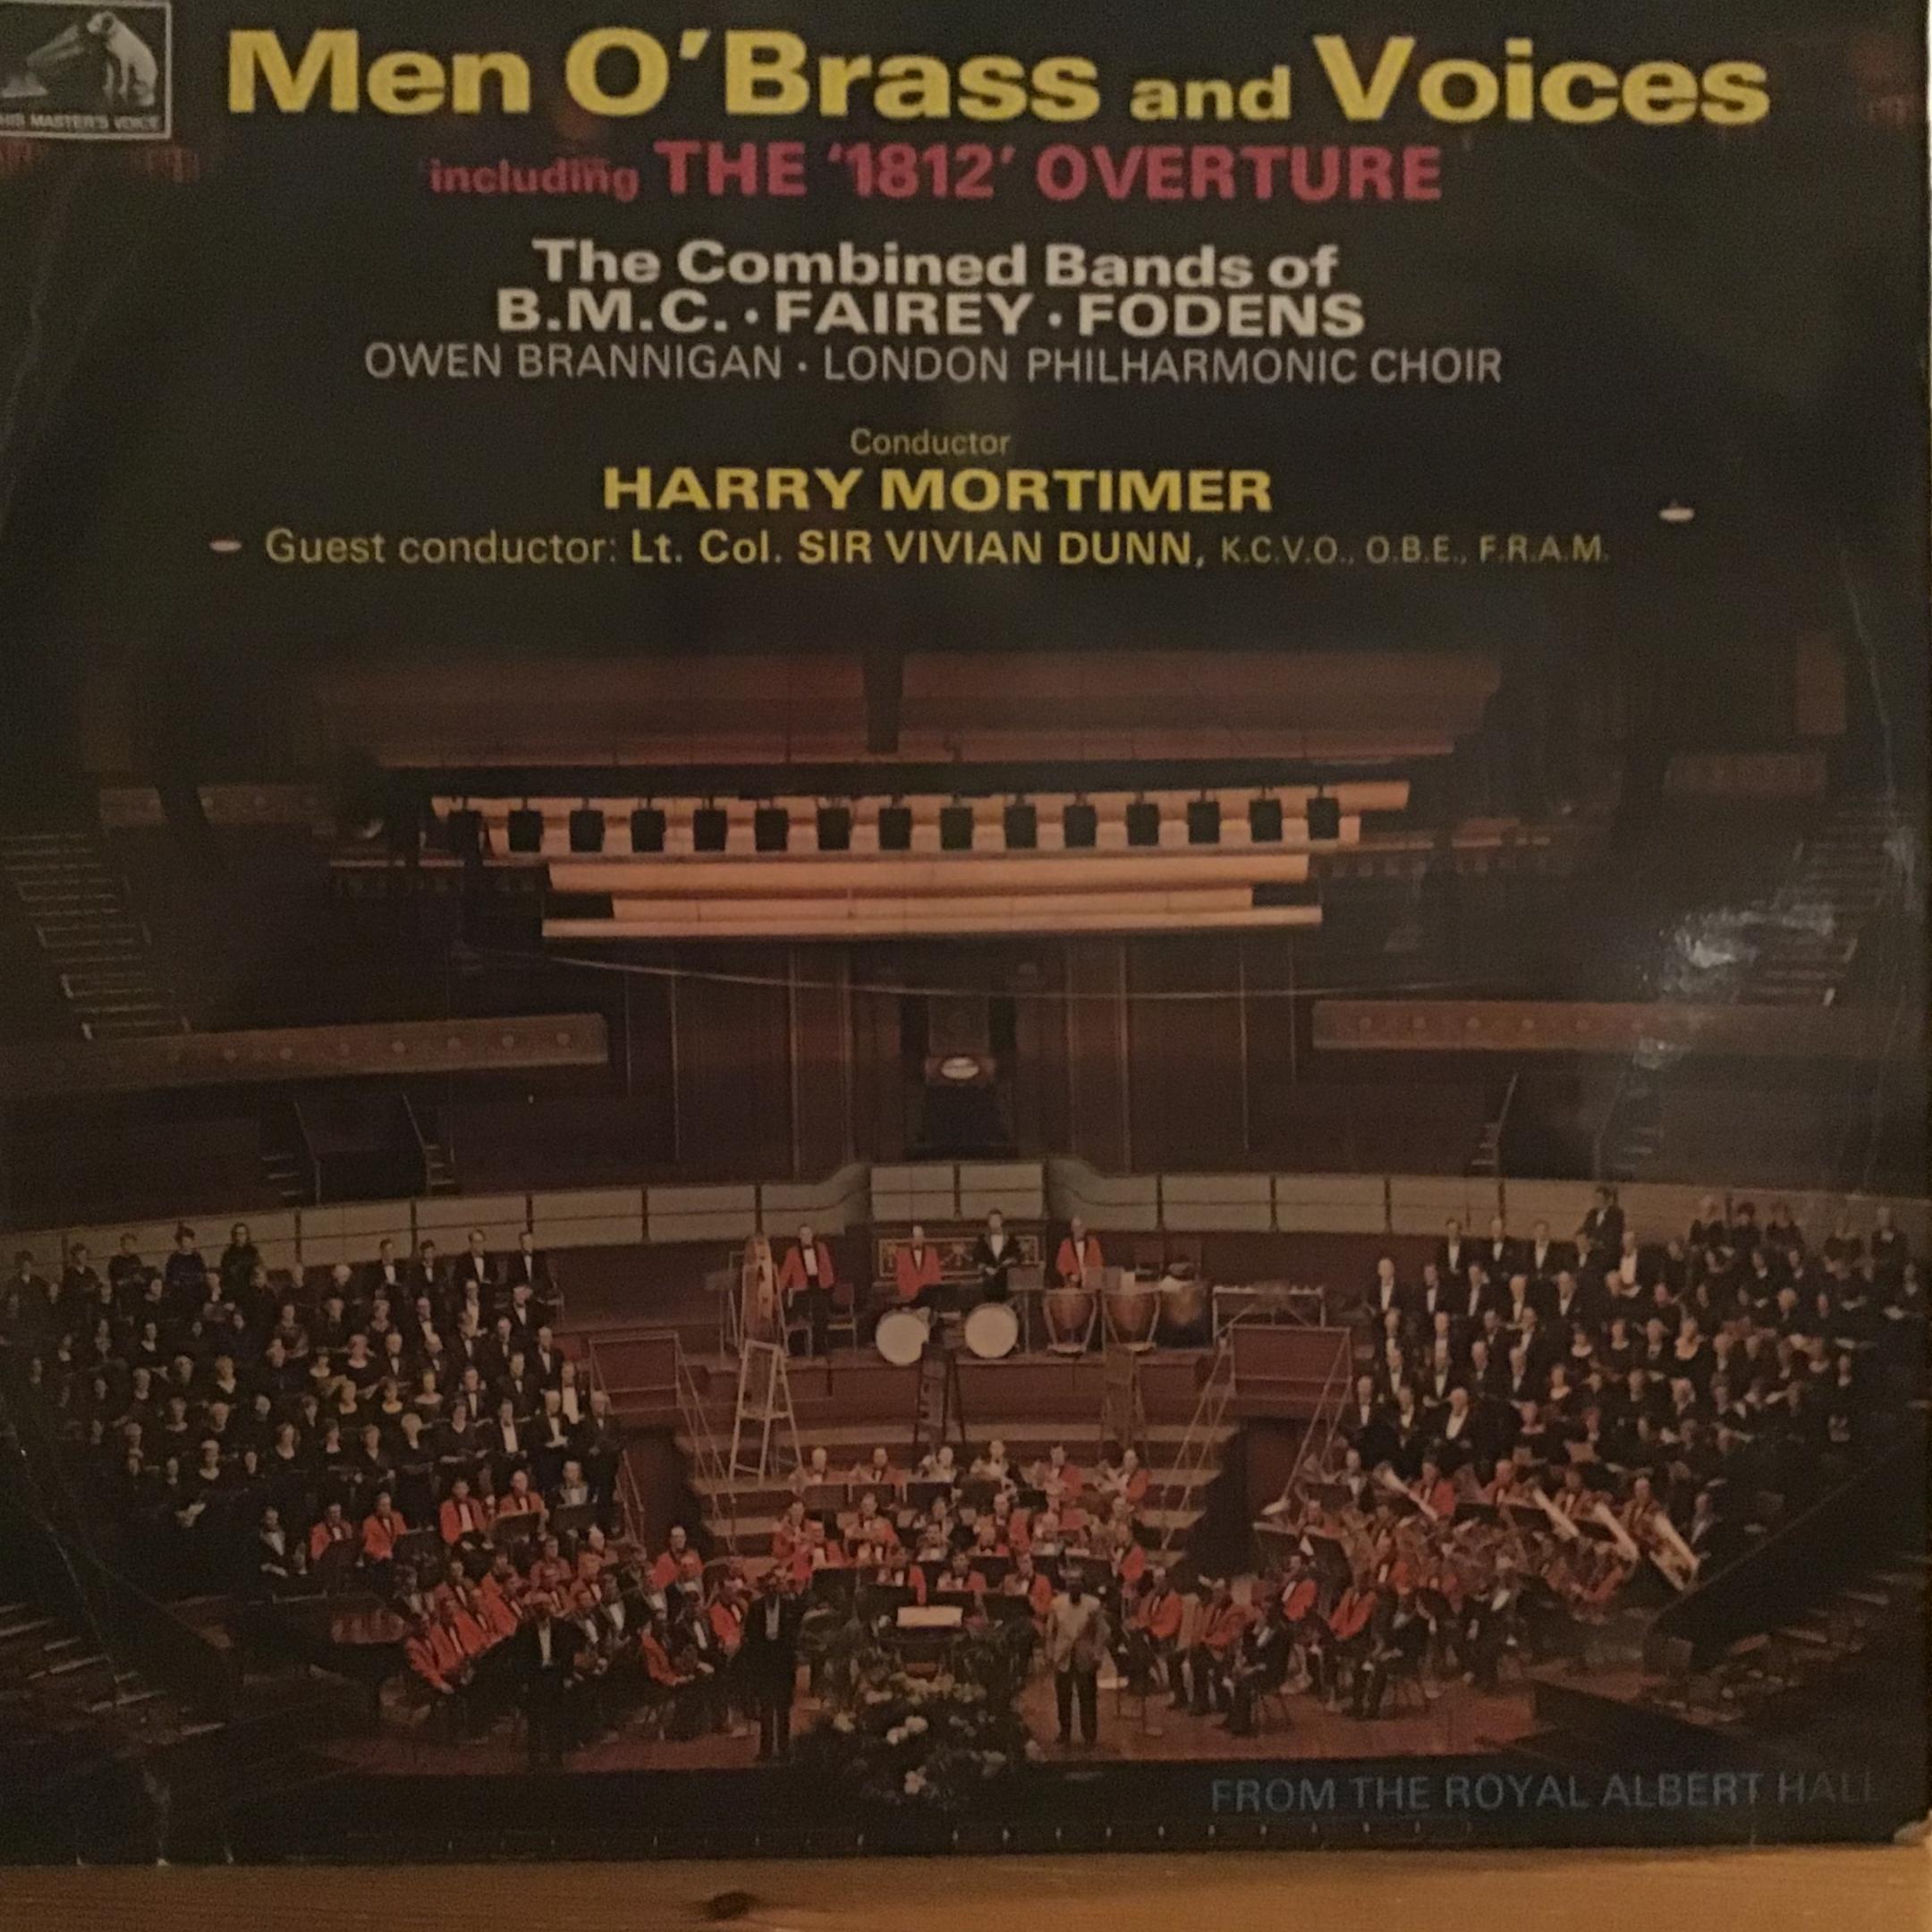 HIS MASTER'S VOICE
Men O'Brass and Voices
including THE '1812' OVERTURE
The Combined Bands of
B.M.C. · FAIREY · FODENS
OWEN BRANNIGAN · LONDON PHILHARMONIC CHOIR
Conductor
HARRY MORTIMER
Guest conductor: Lt. Col. SIR VIVIAN DUNN, K.C.V.O., O.B.E., F.R.A.M.
FROM THE ROYAL ALBERT HALL